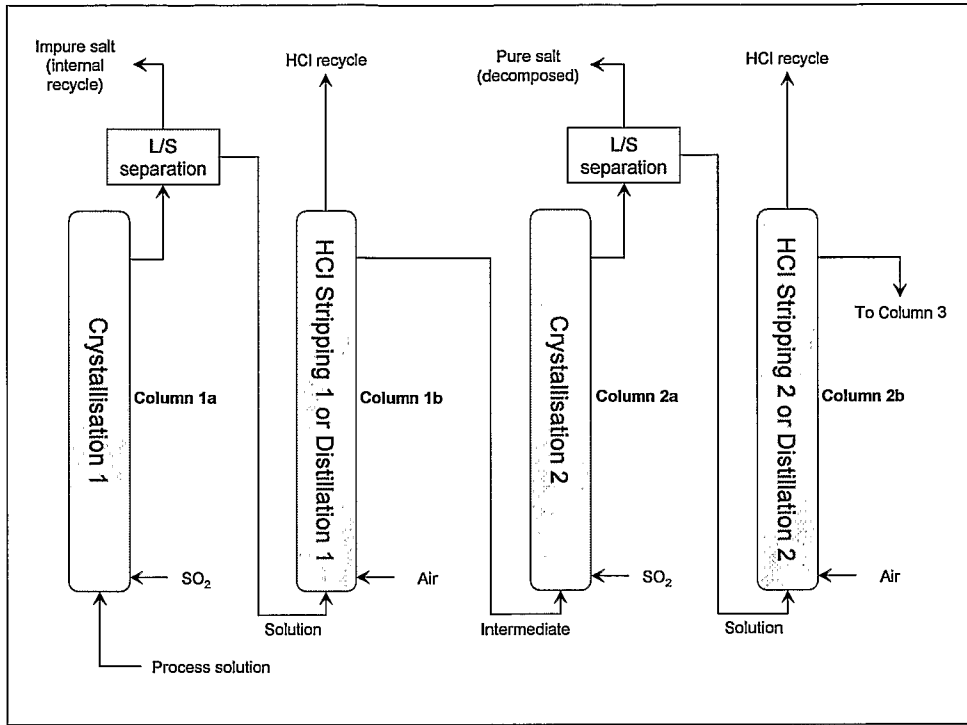 Impure salt
(internal
recycle)
L/S
separation
Crystallisation 1
Column 1a
SO₂
Process solution
HCl recycle
HCl Stripping 1 or Distillation 1
Column 1b
Air
Solution
Pure salt
(decomposed)
L/S
separation
Crystallisation 2
Column 2a
SO₂
Intermediate
HCl recycle
HCl Stripping 2 or Distillation 2
Column 2b
To Column 3
Air
Solution